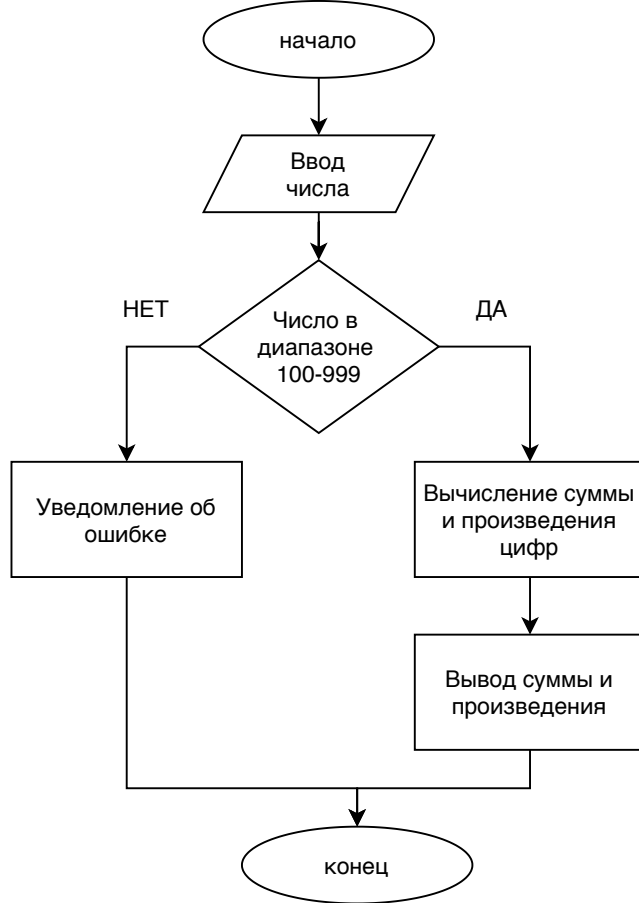 начало
Ввод
числа
НЕТ
ДА
Число в
диапазоне
100-999
Уведомление об
ошибке
Вычисление суммы
и произведения
цифр
Вывод суммы и
произведения
конец